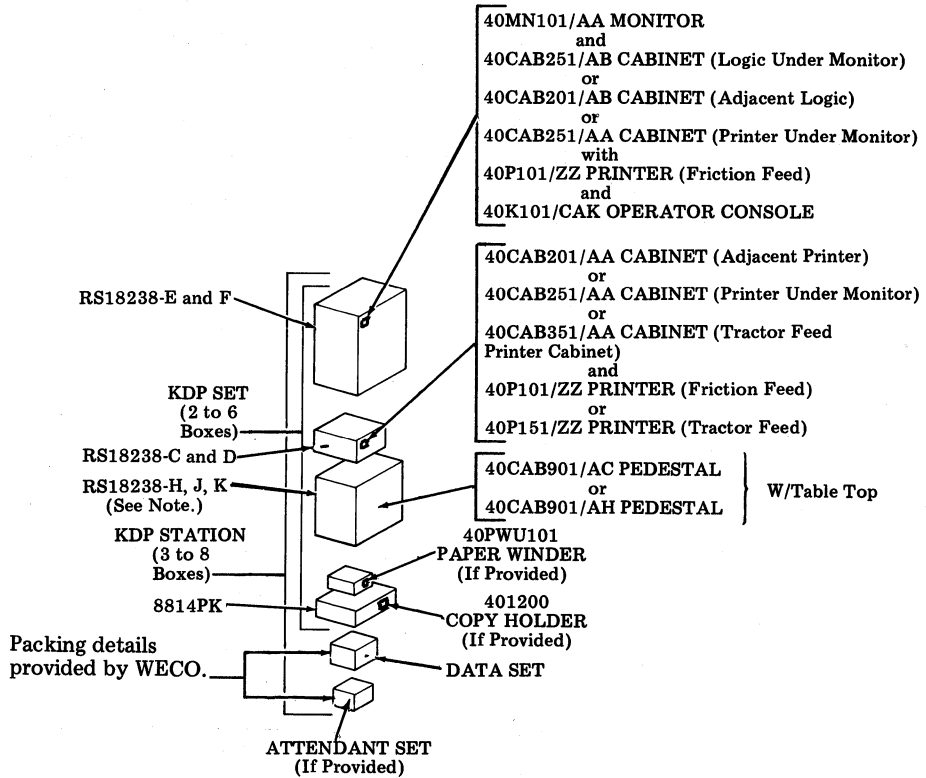 40MN101/AA MONITOR
and
40CAB251/AB CABINET (Logic Under Monitor)
or
40CAB201/AB CABINET (Adjacent Logic)
or
40CAB251/AA CABINET (Printer Under Monitor)
with
40P101/ZZ PRINTER (Friction Feed)
and
40K101/CAK OPERATOR CONSOLE
40CAB201/AA CABINET (Adjacent Printer)
or
40CAB251/AA CABINET (Printer Under Monitor)
or
40CAB351/AA CABINET (Tractor Feed
Printer Cabinet)
and
40P101/ZZ PRINTER (Friction Feed)
or
40P151/ZZ PRINTER (Tractor Feed)
RS18238-E and F
KDP SET
(2 to 6
Boxes)
RS18238-C and D
RS18238-H, J, K
(See Note.)
40CAB901/AC PEDESTAL
or
40CAB901/AH PEDESTAL
W/Table Top
KDP STATION
(3 to 8
Boxes)
40PWU101
PAPER WINDER
(If Provided)
8814PK
401200
COPY HOLDER
(If Provided)
Packing details
provided by WECO.
DATA SET
ATTENDANT SET
(If Provided)